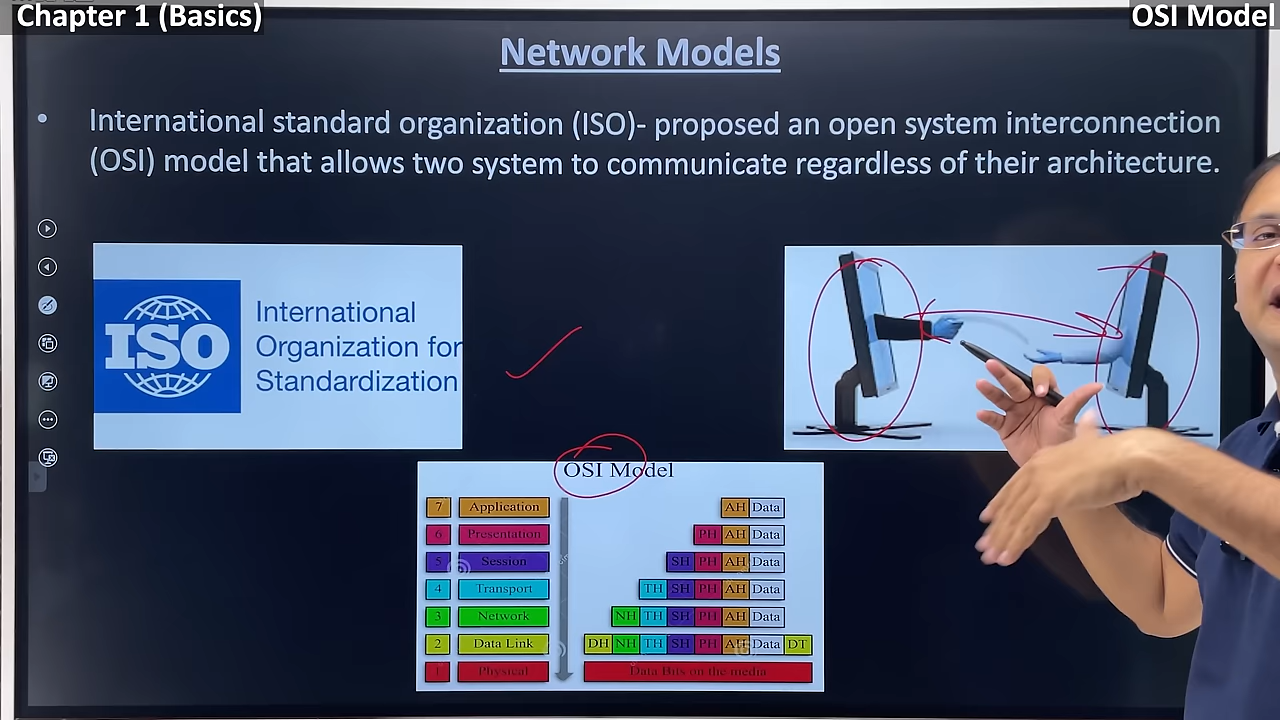 Chapter 1 (Basics)
OSI Model
Network Models
• International standard organization (ISO)- proposed an open system interconnection
(OSI) model that allows two system to communicate regardless of their architecture.
ISO
International
Organization for
Standardization
OSI Model
7 Application AH Data
6 Presentation PH AH Data
5 Session SH PH AH Data
4 Transport TH SH PH AH Data
3 Network NH TH SH PH AH Data
2 Data Link DH NH TH SH PH AH Data DT
1 Physical Data Bits on the media